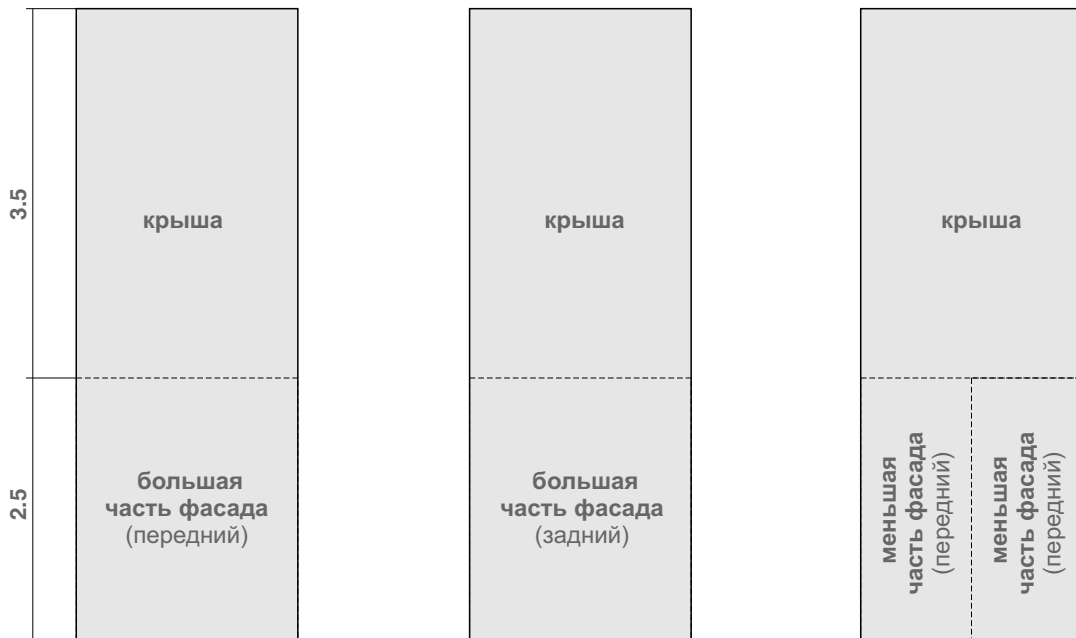 3.5
крыша
крыша
крыша
2.5
большая
часть фасада
(передний)
большая
часть фасада
(задний)
меньшая
часть фасада
(передний)
меньшая
часть фасада
(передний)